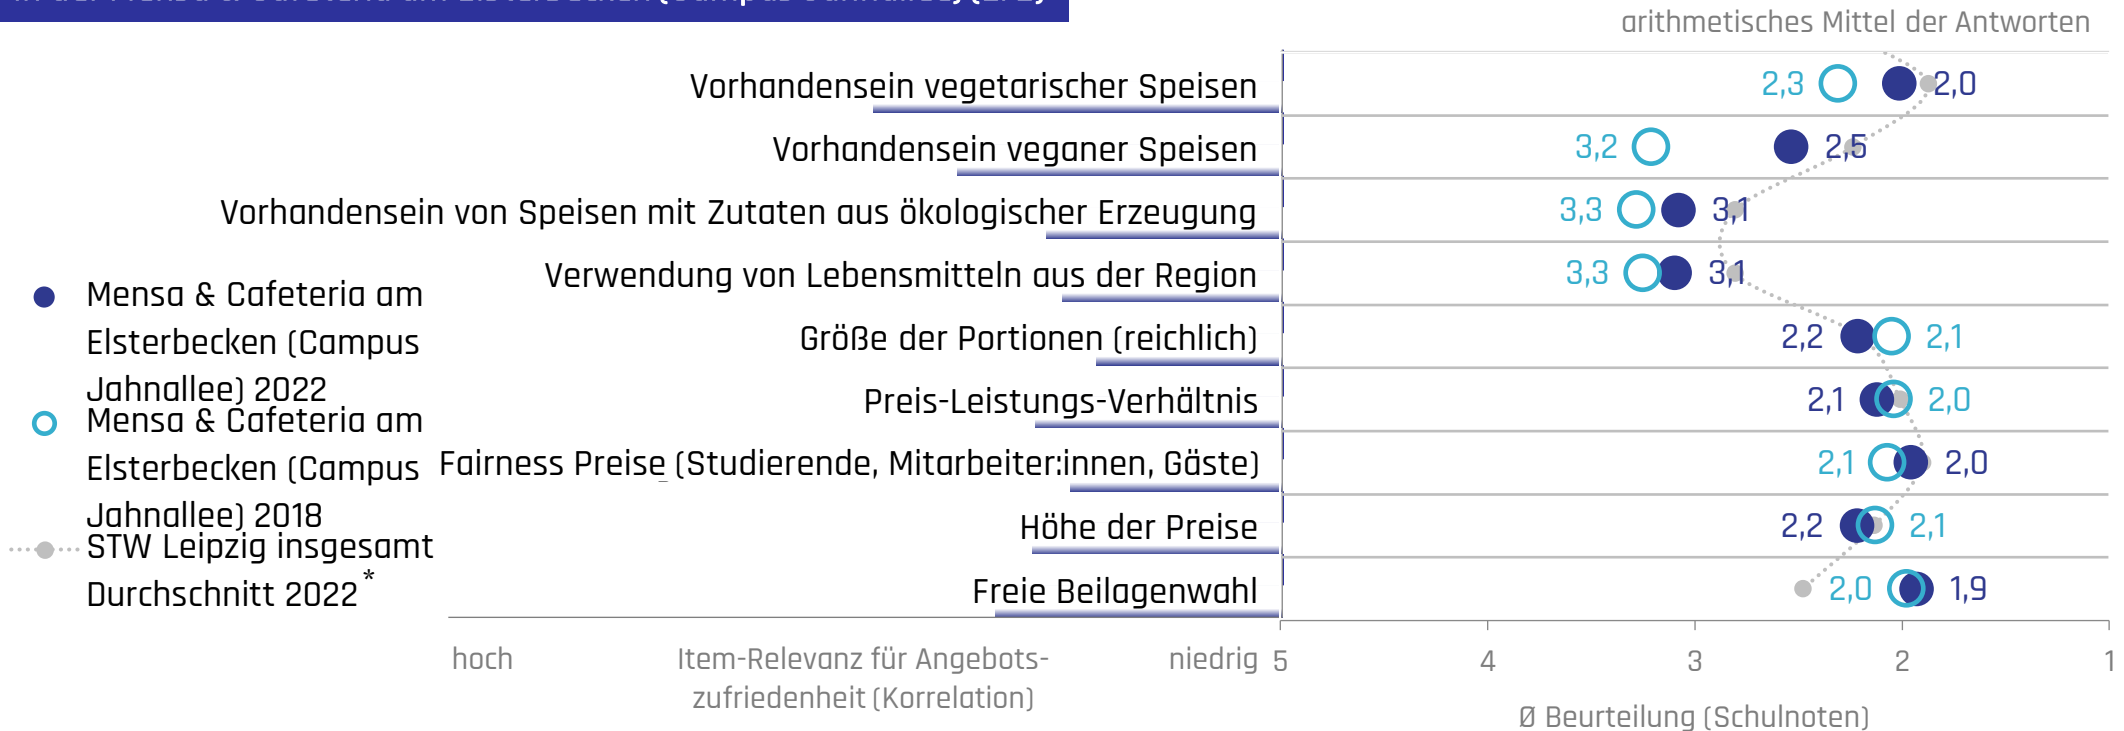 arithmetisches Mittel der Antworten
Vorhandensein vegetarischer Speisen
2,3
2,0
Vorhandensein veganer Speisen
3,2
2,5
Vorhandensein von Speisen mit Zutaten aus ökologischer Erzeugung
3,3
3,1
Verwendung von Lebensmitteln aus der Region
3,3
3,1
Größe der Portionen (reichlich)
2,2
2,1
Preis-Leistungs-Verhältnis
2,1
2,0
Fairness Preise (Studierende, Mitarbeiter:innen, Gäste)
2,1
2,0
Höhe der Preise
2,2
2,1
Freie Beilagenwahl
2,0
1,9
Mensa & Cafeteria am
Elsterbecken (Campus
Jahnallee) 2022
Mensa & Cafeteria am
Elsterbecken (Campus
Jahnallee) 2018
STW Leipzig insgesamt
Durchschnitt 2022 *
hoch
Item-Relevanz für Angebots-
zufriedenheit (Korrelation)
niedrig
5
4
3
2
1
Ø Beurteilung (Schulnoten)